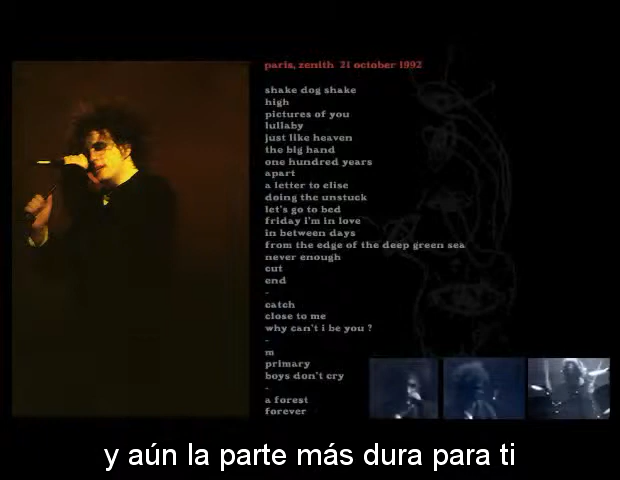 paris, zenith 21 october 1992
shake dog shake
high
pictures of you
lullaby
just like heaven
the big hand
one hundred years
apart
a letter to elise
doing the unstuck
let's go to bed
friday i'm in love
in between days
from the edge of the deep green sea
never enough
cut
end
-
catch
close to me
why can't i be you ?
-
m
primary
boys don't cry
-
a forest
forever
y aún la parte más dura para ti